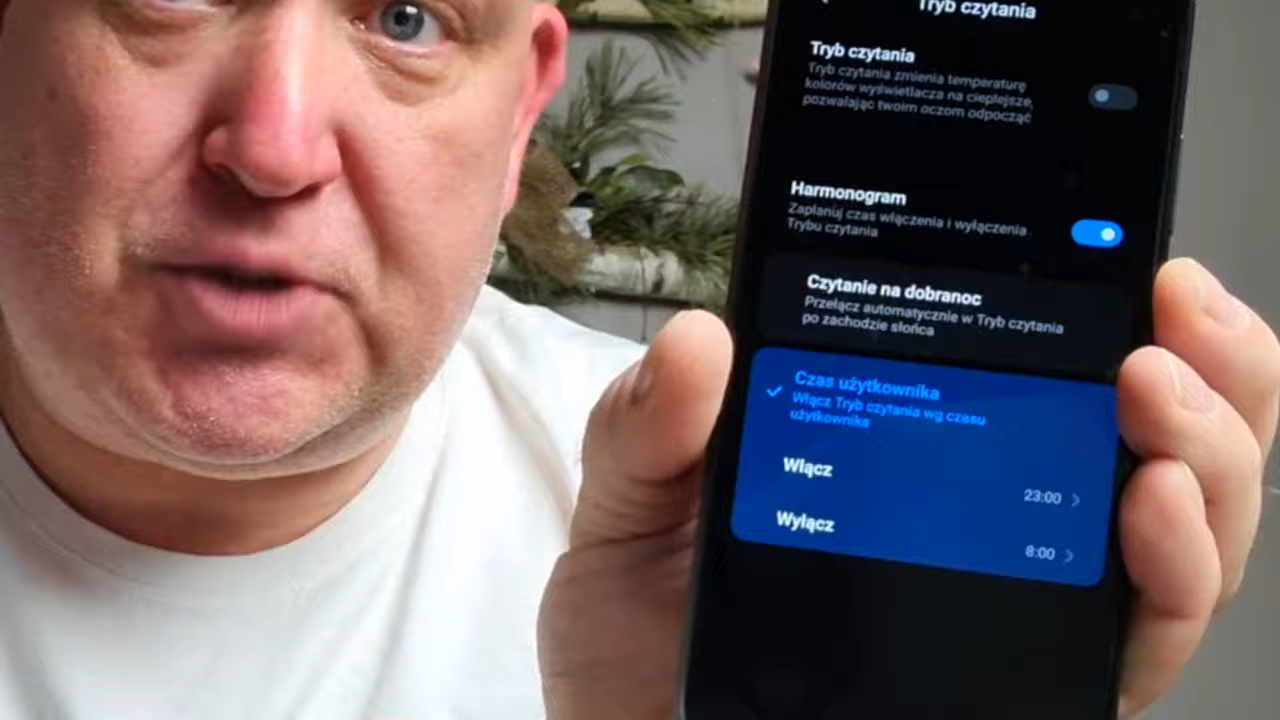 Tryb czytania
Tryb czytania
Tryb czytania zmienia temperaturę
kolorów wyświetlacza na cieplejsze,
pozwalając twoim oczom odpocząć
Harmonogram
Zaplanuj czas włączenia i wyłączenia
Trybu czytania
Czytanie na dobranoc
Przełącz automatycznie w Tryb czytania
po zachodzie słońca
Czas użytkownika
Włącz Tryb czytania wg czasu
użytkownika
Włącz
23:00
Wyłącz
8:00